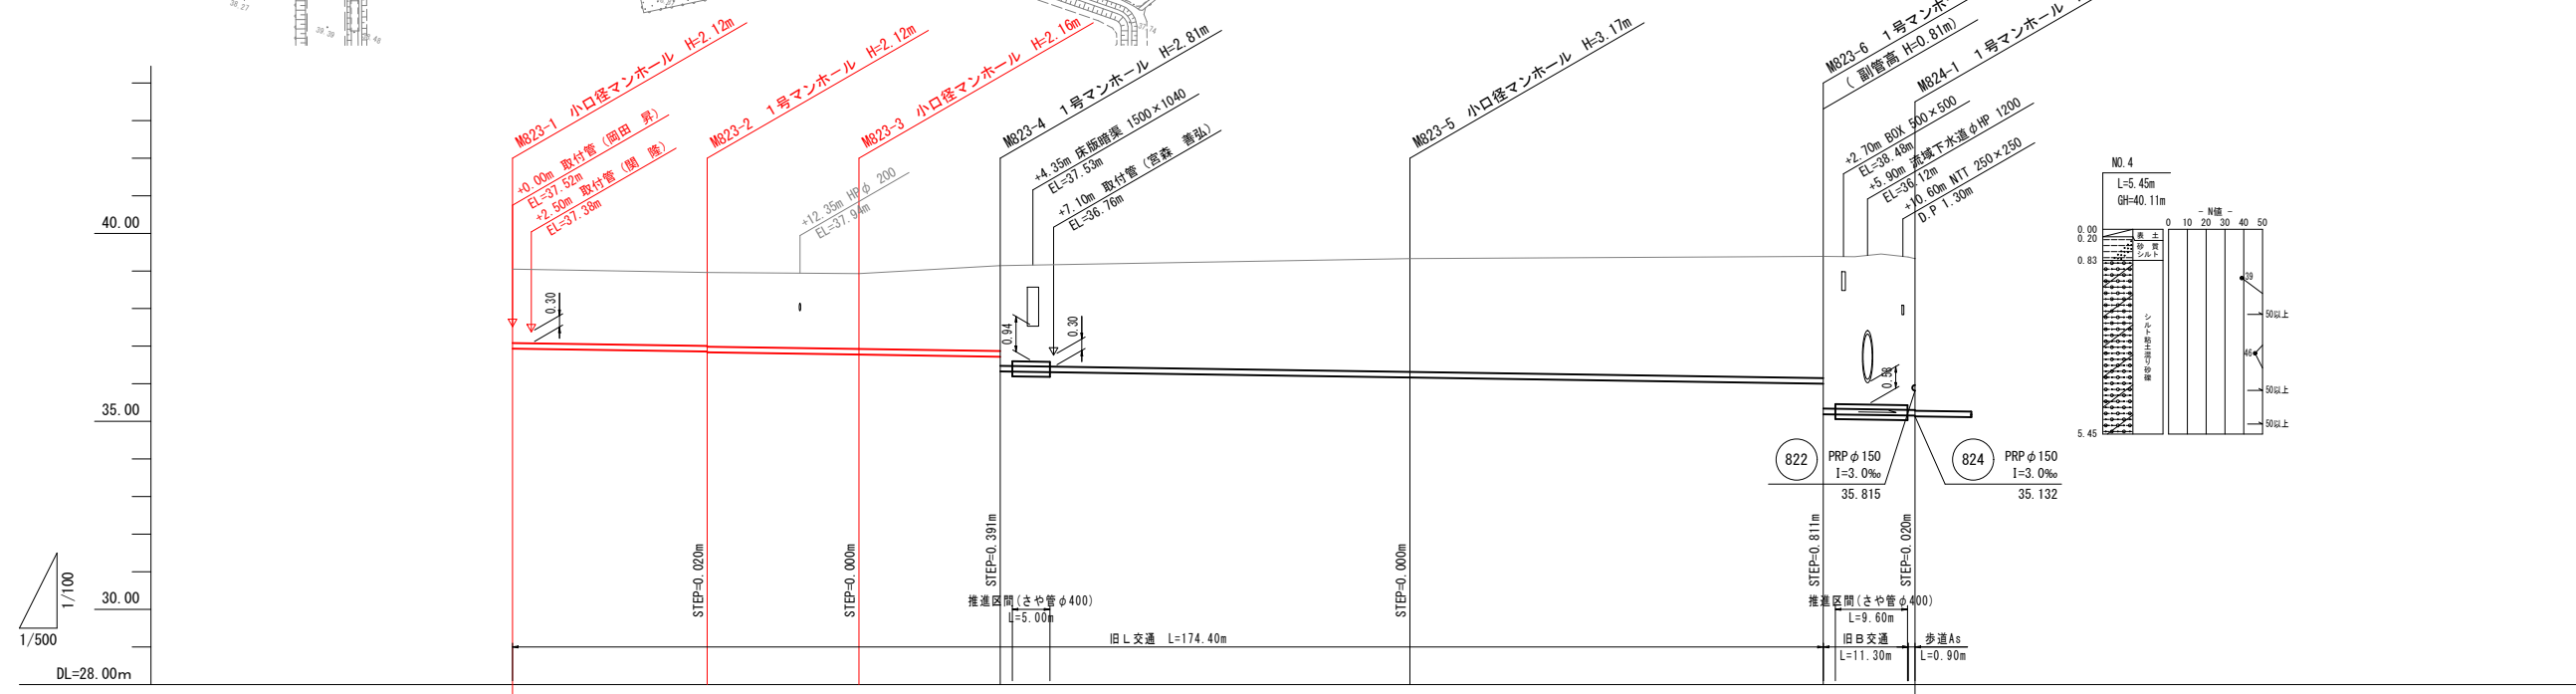 38.27
39.39
37.74
M823-1 小口径マンホール H=2.12m
+0.00m 取付管(岡田 昇)
EL=37.52m
+2.50m 取付管(関 隆)
EL=37.38m
M823-2 1号マンホール H=2.12m
+12.35m HPφ 200
EL=37.94m
M823-3 小口径マンホール H=2.16m
M823-4 1号マンホール H=2.81m
+4.35m 床版暗渠 1500×1040
EL=37.53m
+7.10m 取付管(宮森 善弘)
EL=36.76m
M823-5 小口径マンホール H=3.17m
M823-6 1号マンホ
( 副管高 H=0.81m)
M824-1 1号マンホール
+2.70m BOX 500×500
EL=38.48m
+5.90m 流域下水道φHP 1200
EL=36.12m
+10.60m NTT 250×250
D.P 1.30m
NO.4
L=5.45m
GH=40.11m
- N値 -
0 10 20 30 40 50
0.00
0.20
0.83
5.45
表 土
砂 質
シルト
シルト粘土混り砂礫
39
50以上
46
50以上
50以上
40.00
35.00
30.00
DL=28.00m
1/100
1/500
0.30
0.94
0.30
0.58
822
PRPφ150
I=3.0‰
35.815
824
PRPφ150
I=3.0‰
35.132
STEP=0.020m
STEP=0.000m
STEP=0.391m
STEP=0.000m
STEP=0.811m
STEP=0.020m
推進区間(さや管φ400)
L=5.00m
推進区間(さや管φ400)
L=9.60m
旧L交通 L=174.40m
旧B交通
L=11.30m
歩道As
L=0.90m